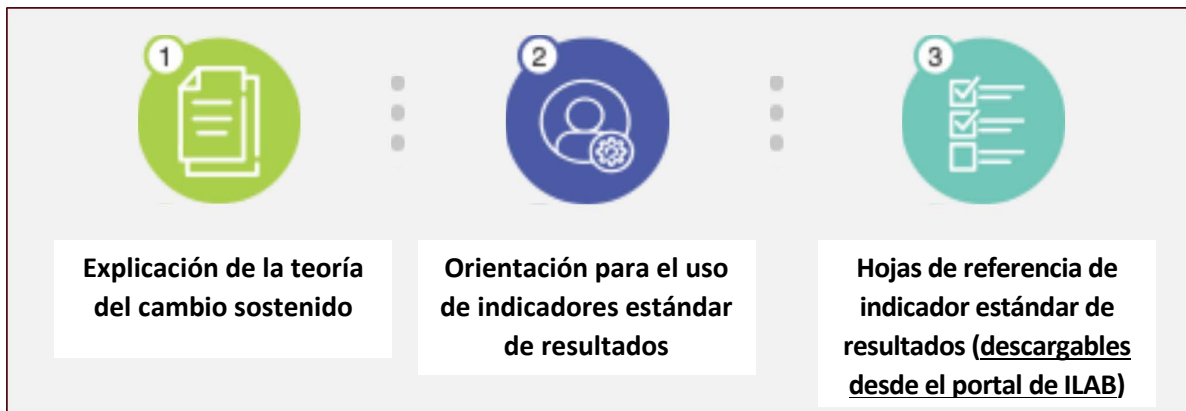 1
2
3
Explicación de la teoría
del cambio sostenido
Orientación para el uso
de indicadores estándar
de resultados
Hojas de referencia de
indicador estándar de
resultados (descargables
desde el portal de ILAB)